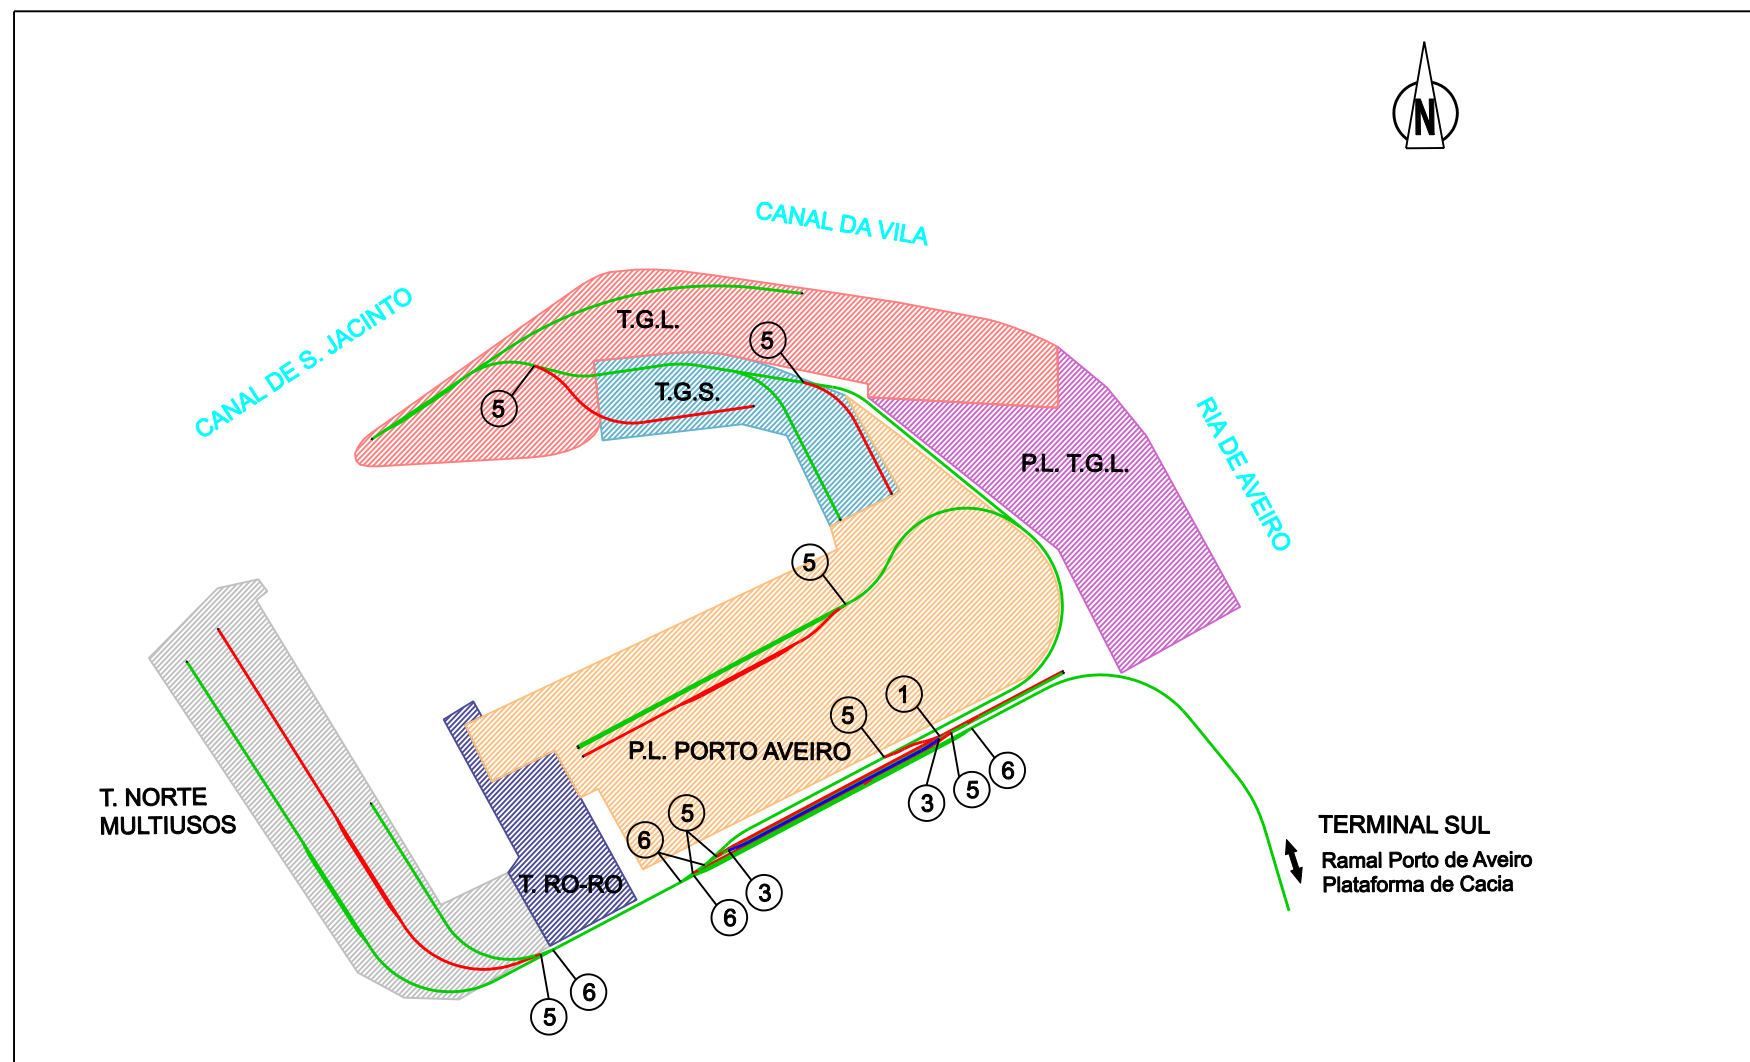 N
CANAL DA VILA
CANAL DE S. JACINTO
T.G.L.
5
T.G.S.
5
RIA DE AVEIRO
P.L. T.G.L.
5
1
5
P.L. PORTO AVEIRO
6
5
3
T. NORTE
MULTIUSOS
5
6
TERMINAL SUL
Ramal Porto de Aveiro
Plataforma de Cacia
T. RO-RO
3
6
6
5